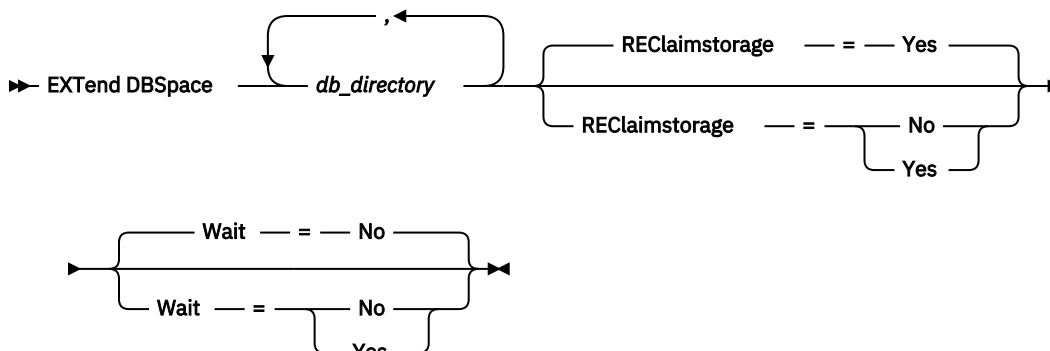 ,
REClaimstorage = Yes
EXTend DBSpace db_directory
REClaimstorage = No
Yes
Wait = No
Wait = No
Yes